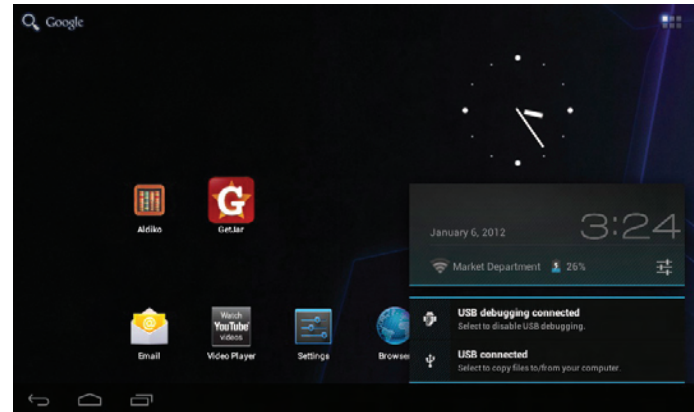 Google
Aldiko
GetJar
January 6, 2012
3:24
Market Department
26%
USB debugging connected
Select to disable USB debugging.
USB connected
Select to copy files to/from your computer.
Watch
YouTube
videos
Email
Video Player
Settings
Browser